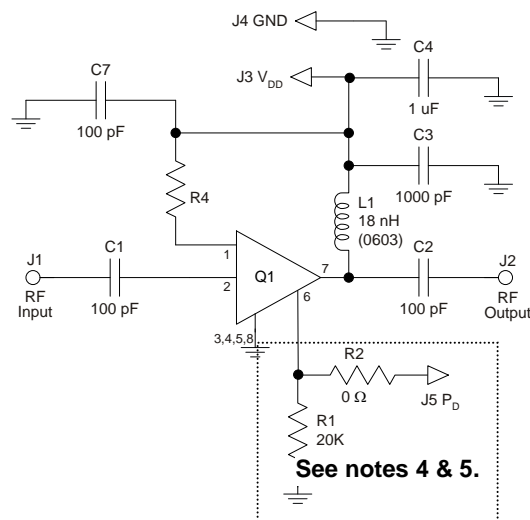 J4 GND
C4
J3 VDD
1 uF
C7
100 pF
C3
1000 pF
R4
L1
18 nH
(0603)
J1
RF
Input
C1
100 pF
1
2
Q1
7
6
3,4,5,8
C2
100 pF
J2
RF
Output
R2
0 Ω
J5 PD
R1
20K
See notes 4 & 5.